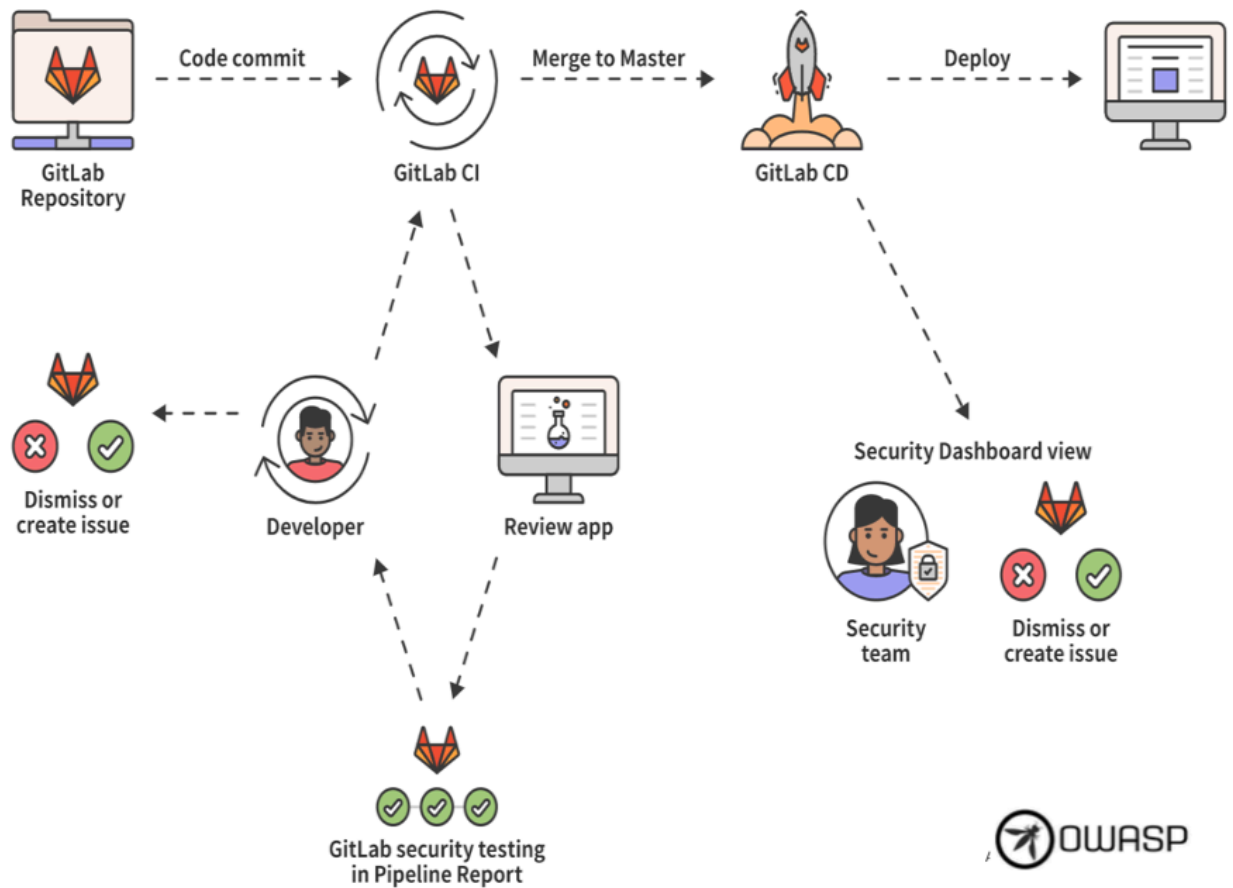 Code commit
Merge to Master
Deploy
GitLab
Repository
GitLab CI
GitLab CD
Dismiss or
create issue
Developer
Review app
Security Dashboard view
Security
team
Dismiss or
create issue
GitLab security testing
in Pipeline Report
OWASP